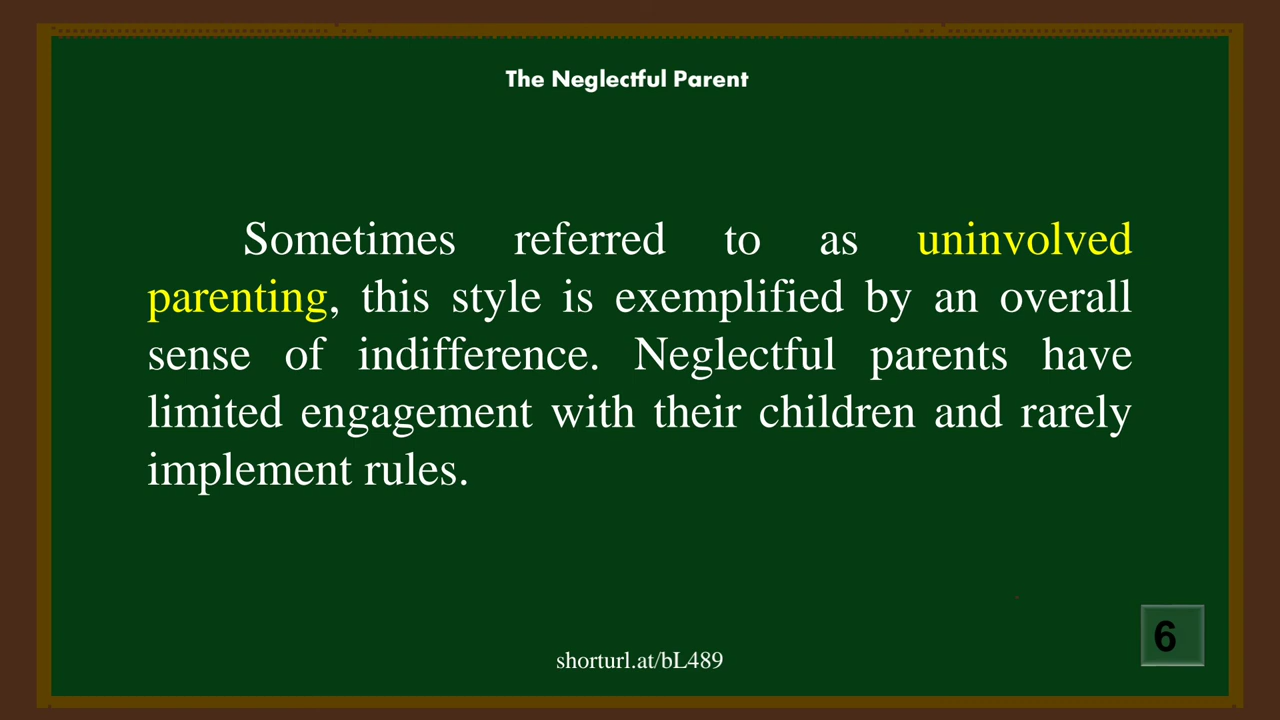 The Neglectful Parent
Sometimes referred to as uninvolved
parenting, this style is exemplified by an overall
sense of indifference. Neglectful parents have
limited engagement with their children and rarely
implement rules.
6
shorturl.at/bL489